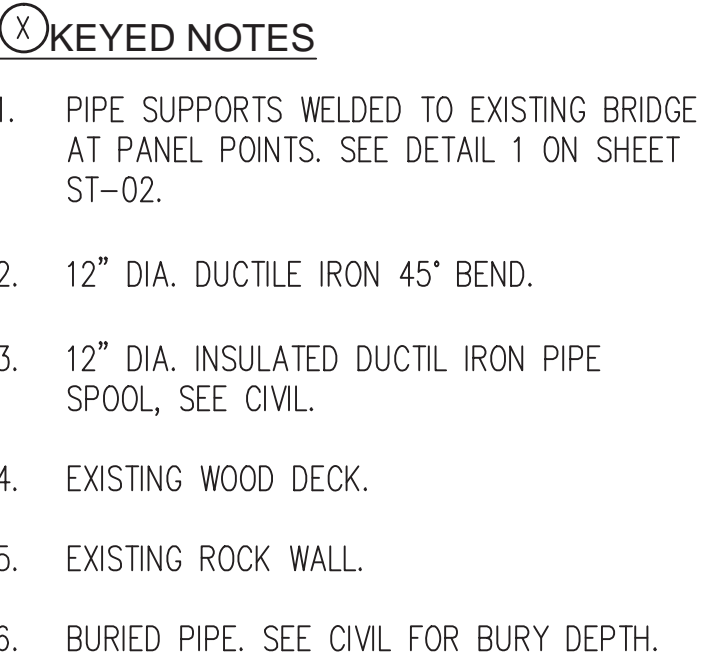 X KEYED NOTES
1. PIPE SUPPORTS WELDED TO EXISTING BRIDGE
AT PANEL POINTS. SEE DETAIL 1 ON SHEET
ST-02.
2. 12" DIA. DUCTILE IRON 45° BEND.
3. 12" DIA. INSULATED DUCTIL IRON PIPE
SPOOL, SEE CIVIL.
4. EXISTING WOOD DECK.
5. EXISTING ROCK WALL.
6. BURIED PIPE. SEE CIVIL FOR BURY DEPTH.